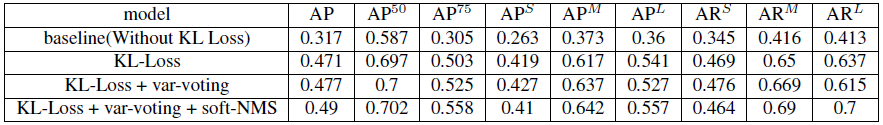 model AP AP^50 AP^75 AP^S AP^M AP^L AR^S AR^M AR^L
baseline(Without KL Loss) 0.317 0.587 0.305 0.263 0.373 0.36 0.345 0.416 0.413
KL-Loss 0.471 0.697 0.503 0.419 0.617 0.541 0.469 0.65 0.637
KL-Loss + var-voting 0.477 0.7 0.525 0.427 0.637 0.527 0.476 0.669 0.615
KL-Loss + var-voting + soft-NMS 0.49 0.702 0.558 0.41 0.642 0.557 0.464 0.69 0.7